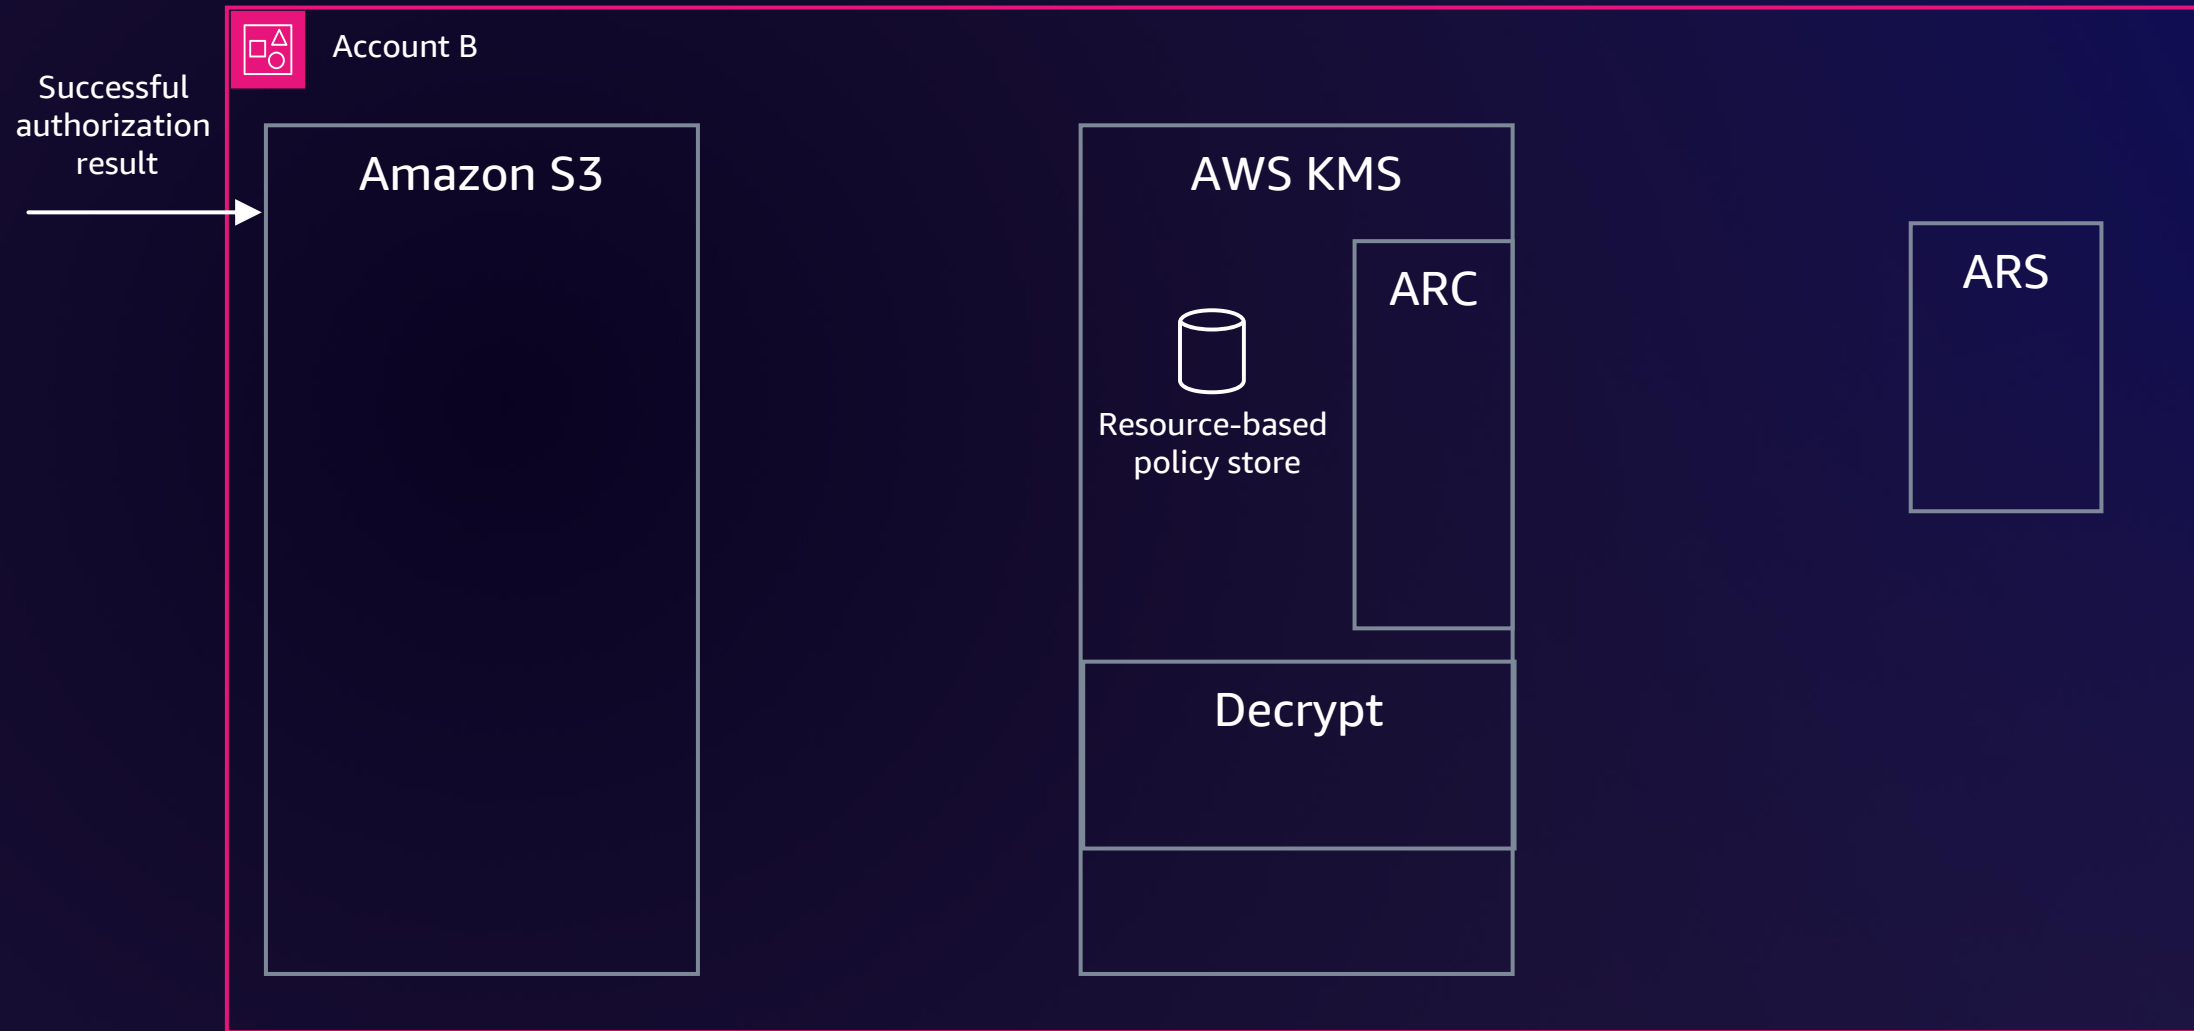 Account B
Successful
authorization
result
Amazon S3
AWS KMS
ARC
Resource-based
policy store
Decrypt
ARS